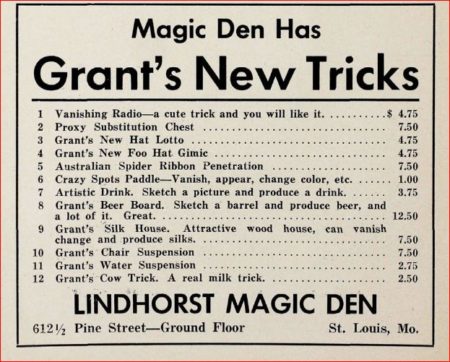 Magic Den Has
Grant's New Tricks
1 Vanishing Radio—a cute trick and you will like it. ......... $ 4.75
2 Proxy Substitution Chest .............................. 7.50
3 Grant's New Hat Lotto ................................ 4.75
4 Grant's New Foo Hat Gimic ............................ 4.75
5 Australian Spider Ribbon Penetration .................. 7.50
6 Crazy Spots Paddle—Vanish, appear, change color, etc. ..... 1.00
7 Artistic Drink. Sketch a picture and produce a drink. ....... 3.75
8 Grant's Beer Board. Sketch a barrel and produce beer, and
a lot of it. Great. .................................. 12.50
9 Grant's Silk House. Attractive wood house, can vanish
change and produce silks. ............................ 7.50
10 Grant's Chair Suspension .............................. 7.50
11 Grant's Water Suspension .............................. 2.75
12 Grant's Cow Trick. A real milk trick. ................... 2.50
LINDHORST MAGIC DEN
612½ Pine Street—Ground Floor St. Louis, Mo.